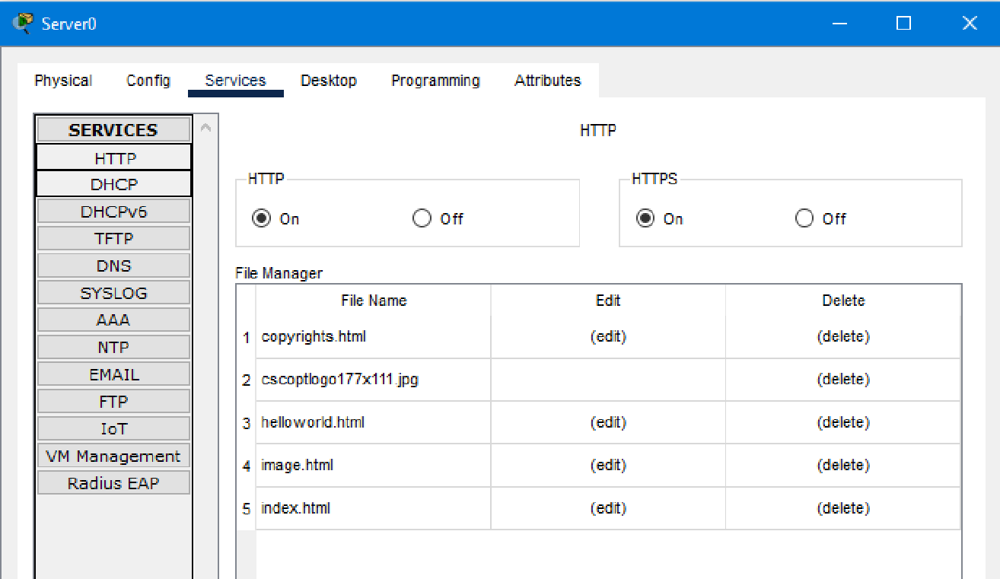 Server0
Physical Config Services Desktop Programming Attributes
SERVICES
HTTP
DHCP
DHCPv6
TFTP
DNS
SYSLOG
AAA
NTP
EMAIL
FTP
IoT
VM Management
Radius EAP
HTTP
HTTP
On Off
HTTPS
On Off
File Manager
File Name Edit Delete
1 copyrights.html (edit) (delete)
2 cscoptlogo177x111.jpg (delete)
3 helloworld.html (edit) (delete)
4 image.html (edit) (delete)
5 index.html (edit) (delete)